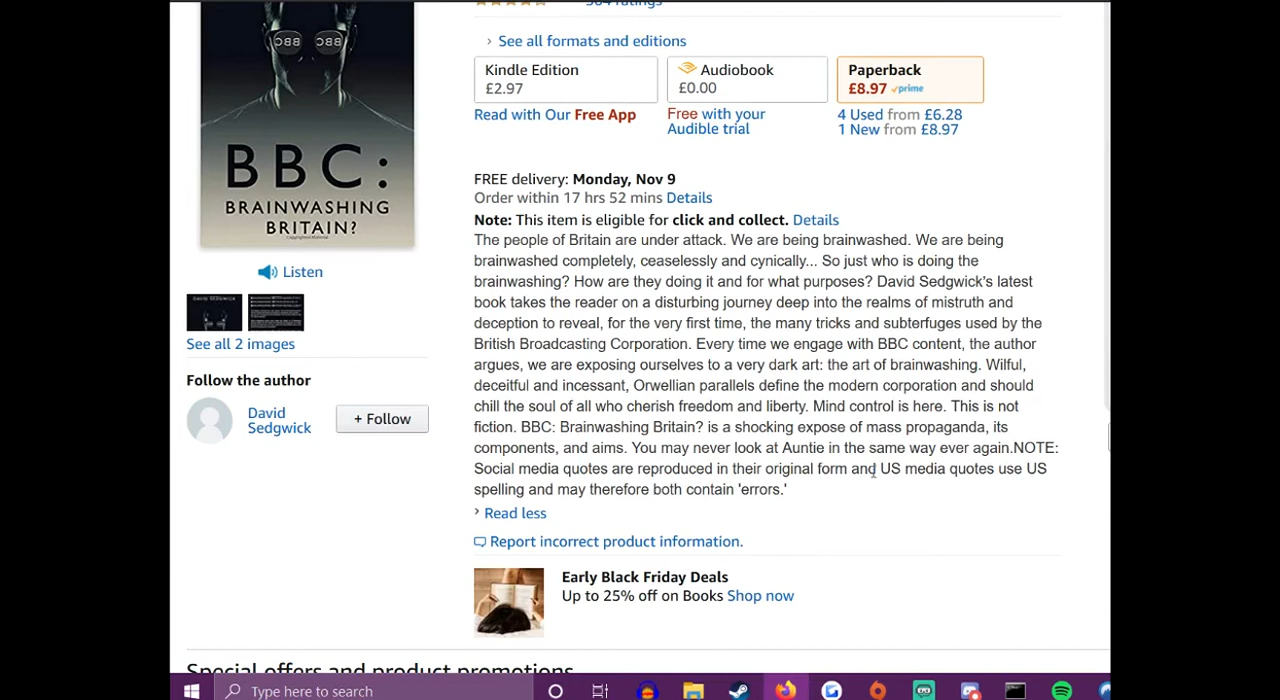 See all formats and editions
Kindle Edition
£2.97
Audiobook
£0.00
Paperback
£8.97 prime
Read with Our Free App
Free with your
Audible trial
4 Used from £6.28
1 New from £8.97
BBC:
BRAINWASHING
BRITAIN?
FREE delivery: Monday, Nov 9
Order within 17 hrs 52 mins Details
Note: This item is eligible for click and collect. Details
The people of Britain are under attack. We are being brainwashed. We are being
brainwashed completely, ceaselessly and cynically... So just who is doing the
brainwashing? How are they doing it and for what purposes? David Sedgwick's latest
book takes the reader on a disturbing journey deep into the realms of mistruth and
deception to reveal, for the very first time, the many tricks and subterfuges used by the
British Broadcasting Corporation. Every time we engage with BBC content, the author
argues, we are exposing ourselves to a very dark art: the art of brainwashing. Wilful,
deceitful and incessant, Orwellian parallels define the modern corporation and should
chill the soul of all who cherish freedom and liberty. Mind control is here. This is not
fiction. BBC: Brainwashing Britain? is a shocking expose of mass propaganda, its
components, and aims. You may never look at Auntie in the same way ever again.NOTE:
Social media quotes are reproduced in their original form and US media quotes use US
spelling and may therefore both contain 'errors.'
Read less
Report incorrect product information.
Listen
See all 2 images
Follow the author
David
Sedgwick
+ Follow
Early Black Friday Deals
Up to 25% off on Books Shop now
Special offers and product promotions
Type here to search